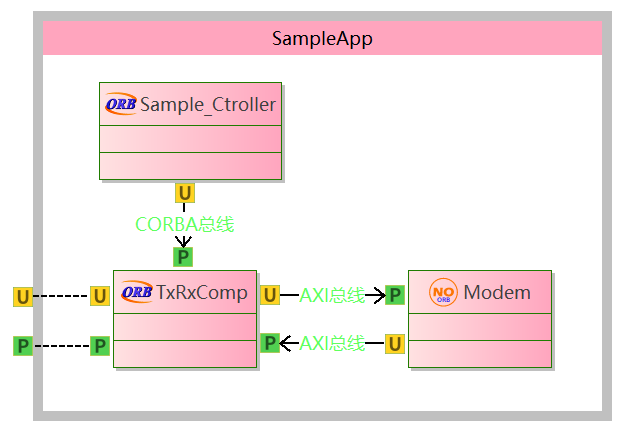 SampleApp
ORB Sample_Ctroller
U
CORBA总线
P
U U ORB TxRxComp U AXI总线 P NO ORB Modem
P P P AXI总线 U